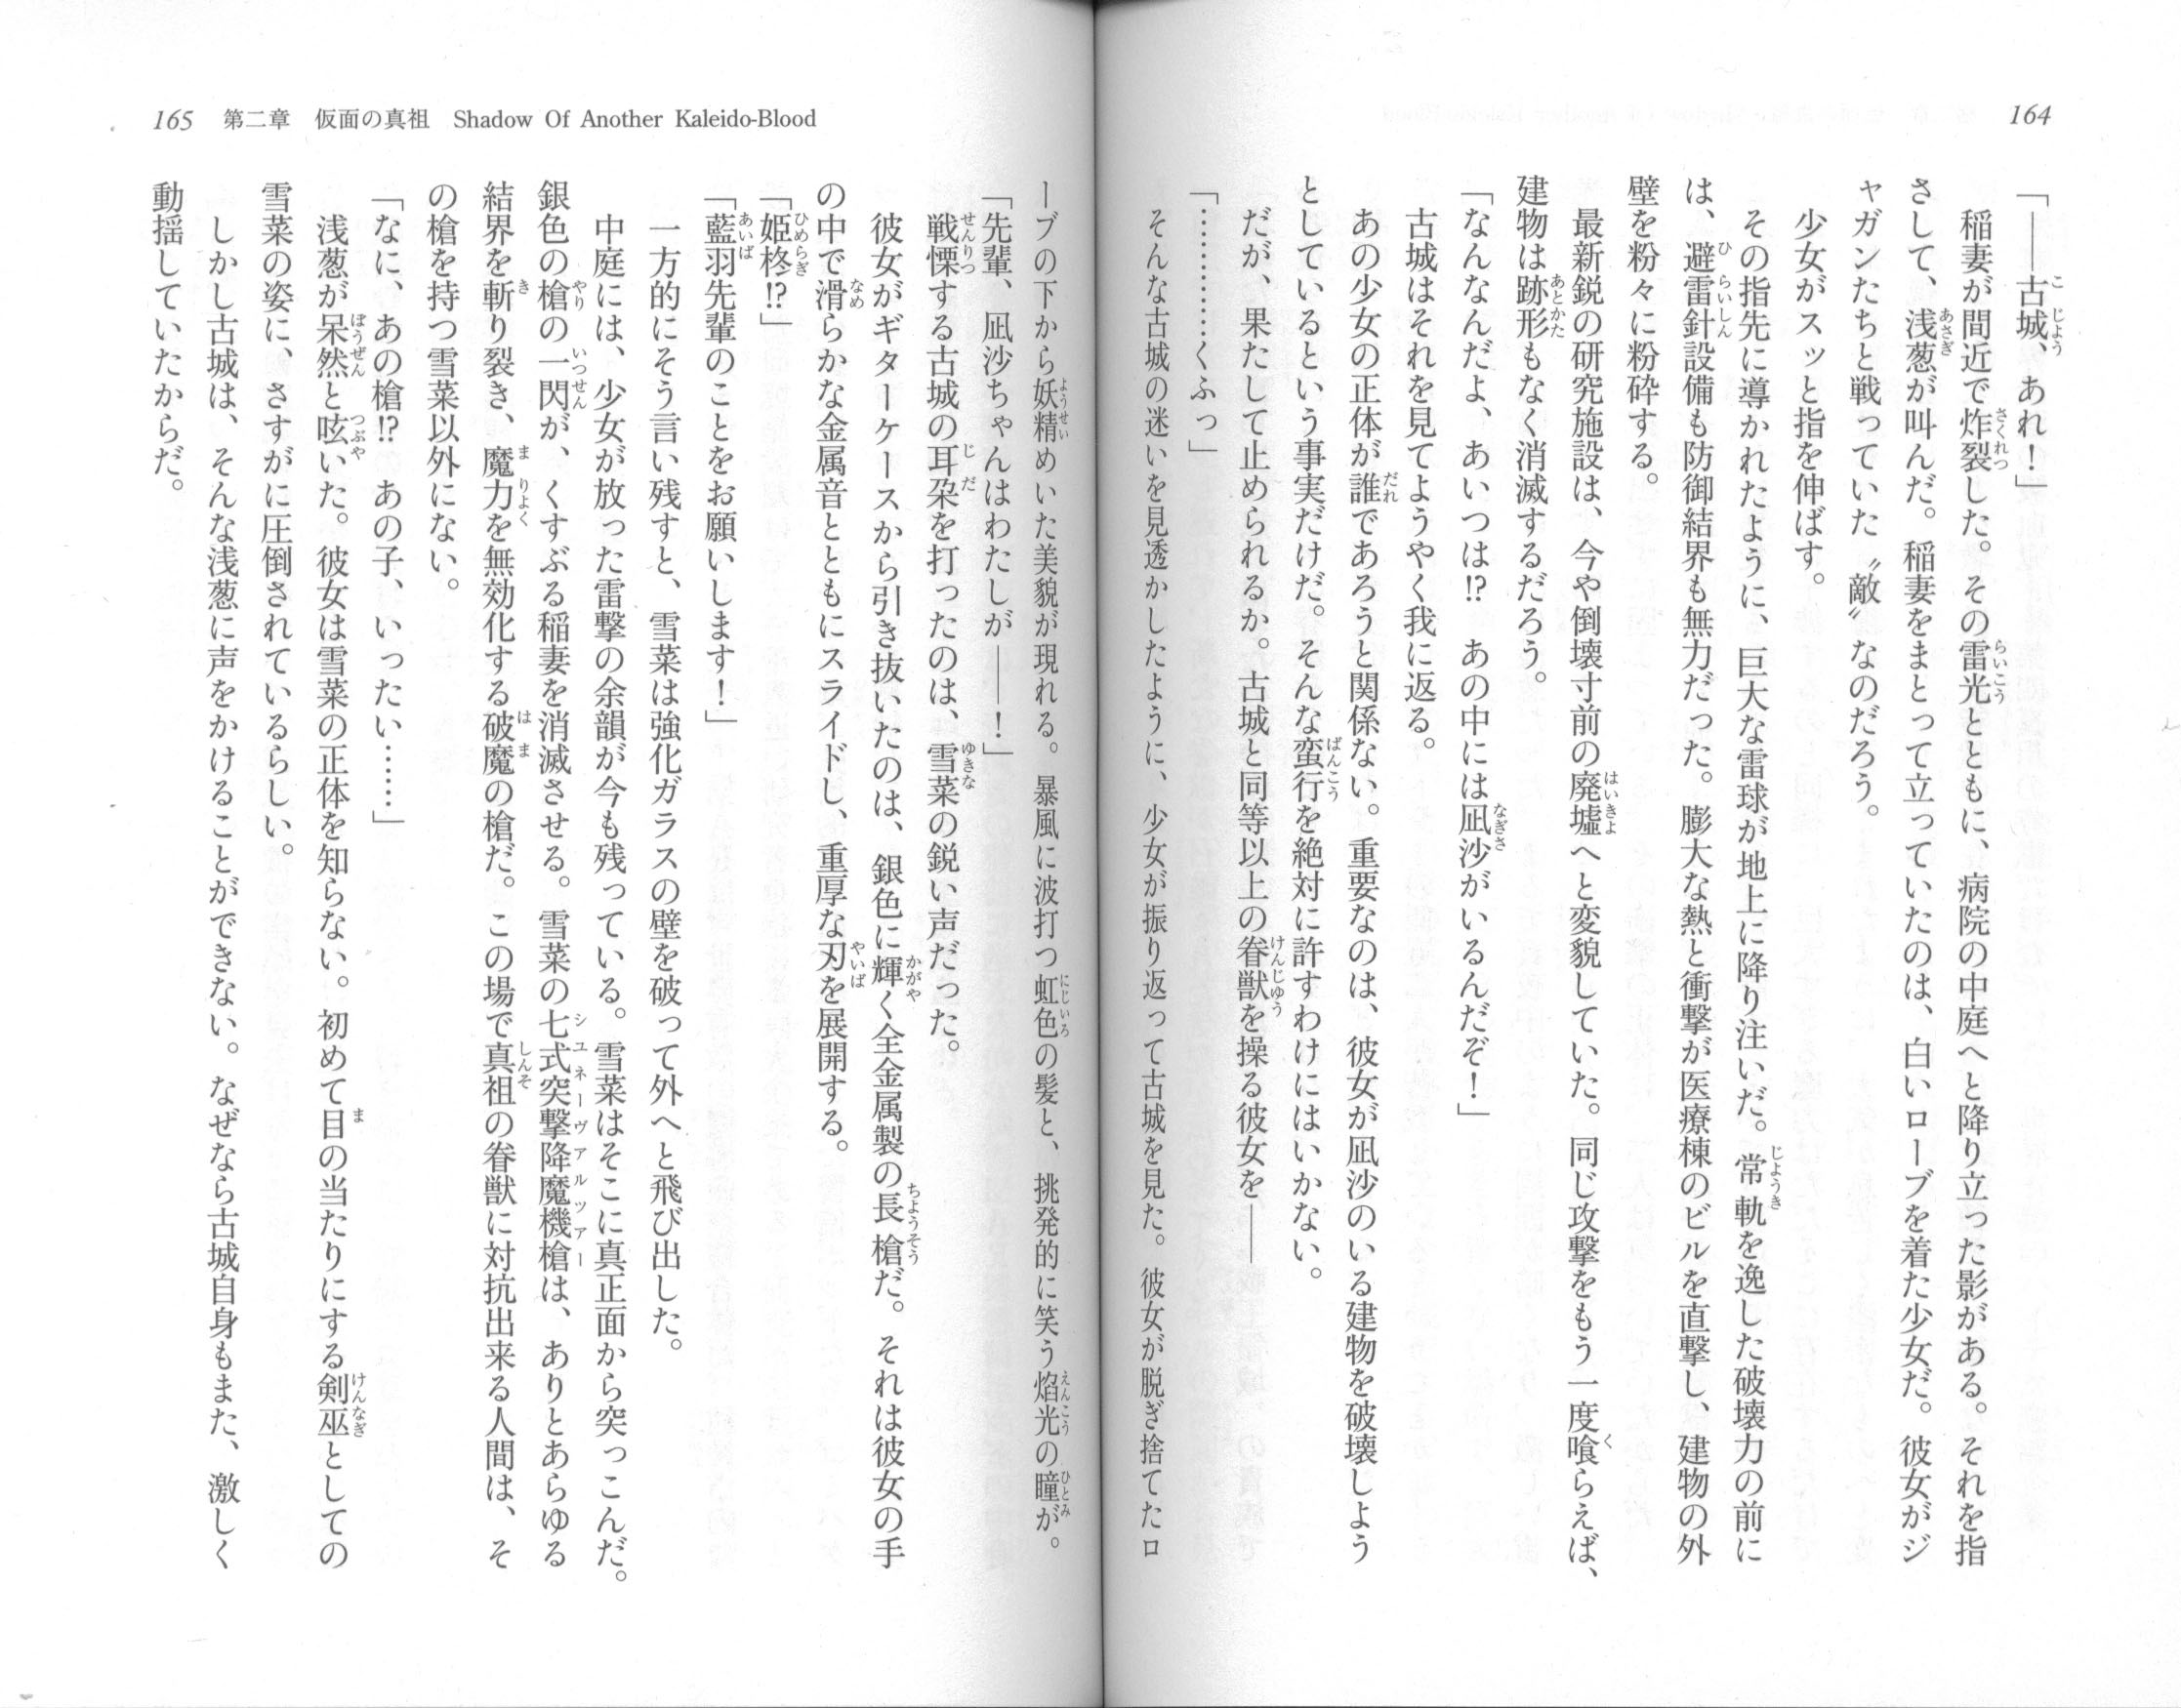 164
「――古城、あれ！」
　稲妻が間近で炸裂した。その雷光とともに、病院の中庭へと降り立った影がある。それを指
さして、浅葱が叫んだ。稲妻をまとって立っていたのは、白いローブを着た少女だ。彼女がジ
ャガンたちと戦っていた〝敵〟なのだろう。
　少女がスッと指を伸ばす。
　その指先に導かれたように、巨大な雷球が地上に降り注いだ。常軌を逸した破壊力の前に
は、避雷針設備も防御結界も無力だった。膨大な熱と衝撃が医療棟のビルを直撃し、建物の外
壁を粉々に粉砕する。
　最新鋭の研究施設は、今や倒壊寸前の廃墟へと変貌していた。同じ攻撃をもう一度喰らえば、
建物は跡形もなく消滅するだろう。
「なんなんだよ、あいつは!?　あの中には凪沙がいるんだぞ！」
　古城はそれを見てようやく我に返る。
　あの少女の正体が誰であろうと関係ない。重要なのは、彼女が凪沙のいる建物を破壊しよう
としているという事実だけだ。そんな蛮行を絶対に許すわけにはいかない。
　だが、果たして止められるか。古城と同等以上の眷獣を操る彼女を――
「…………くふっ」
　そんな古城の迷いを見透かしたように、少女が振り返って古城を見た。彼女が脱ぎ捨てたロ
165　第二章　仮面の真祖　Shadow Of Another Kaleido-Blood
ーブの下から妖精めいた美貌が現れる。暴風に波打つ虹色の髪と、挑発的に笑う焰光の瞳が。
「先輩、凪沙ちゃんはわたしが――！」
　戦慄する古城の耳朶を打ったのは、雪菜の鋭い声だった。
　彼女がギターケースから引き抜いたのは、銀色に輝く全金属製の長槍だ。それは彼女の手
の中で滑らかな金属音とともにスライドし、重厚な刃を展開する。
「姫柊!?」
「藍羽先輩のことをお願いします！」
　一方的にそう言い残すと、雪菜は強化ガラスの壁を破って外へと飛び出した。
　中庭には、少女が放った雷撃の余韻が今も残っている。雪菜はそこに真正面から突っこんだ。
銀色の槍の一閃が、くすぶる稲妻を消滅させる。雪菜の七式突撃降魔機槍は、ありとあらゆる
結界を斬り裂き、魔力を無効化する破魔の槍だ。この場で真祖の眷獣に対抗出来る人間は、そ
の槍を持つ雪菜以外にない。
「なに、あの槍!?　あの子、いったい……」
　浅葱が呆然と呟いた。彼女は雪菜の正体を知らない。初めて目の当たりにする剣巫としての
雪菜の姿に、さすがに圧倒されているらしい。
　しかし古城は、そんな浅葱に声をかけることができない。なぜなら古城自身もまた、激しく
動揺していたからだ。